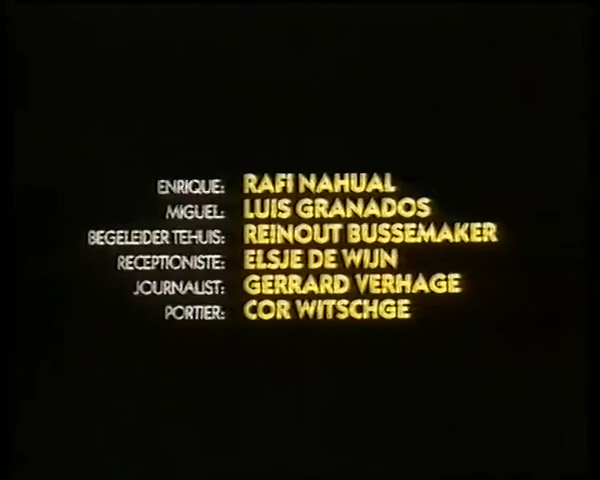 ENRIQUE: RAFI NAHUAL
MIGUEL: LUIS GRANADOS
BEGELEIDER TEHUIS: REINOUT BUSSEMAKER
RECEPTIONISTE: ELSJE DE WIJN
JOURNALIST: GERRARD VERHAGE
PORTIER: COR WITSCHGE